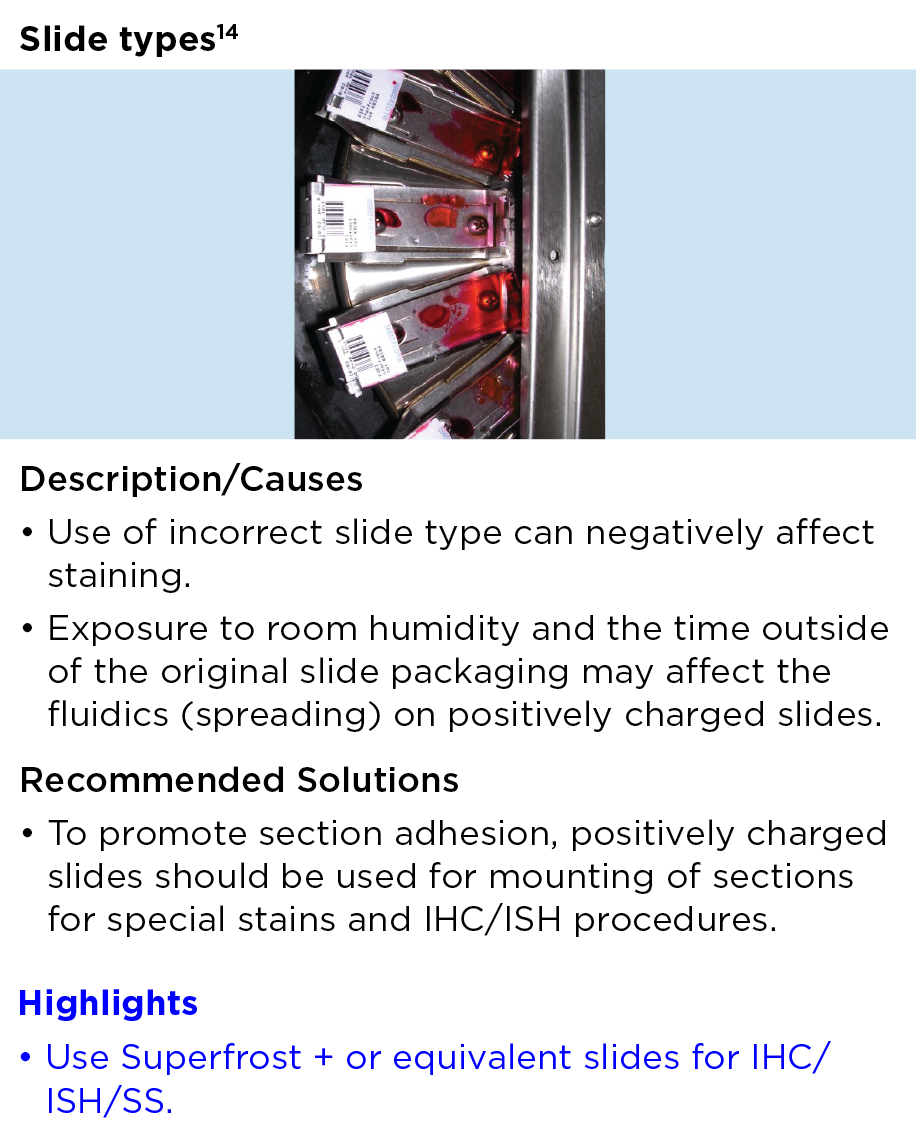 Slide types14
Description/Causes
• Use of incorrect slide type can negatively affect
staining.
• Exposure to room humidity and the time outside
of the original slide packaging may affect the
fluidics (spreading) on positively charged slides.
Recommended Solutions
• To promote section adhesion, positively charged
slides should be used for mounting of sections
for special stains and IHC/ISH procedures.
Highlights
• Use Superfrost + or equivalent slides for IHC/
ISH/SS.